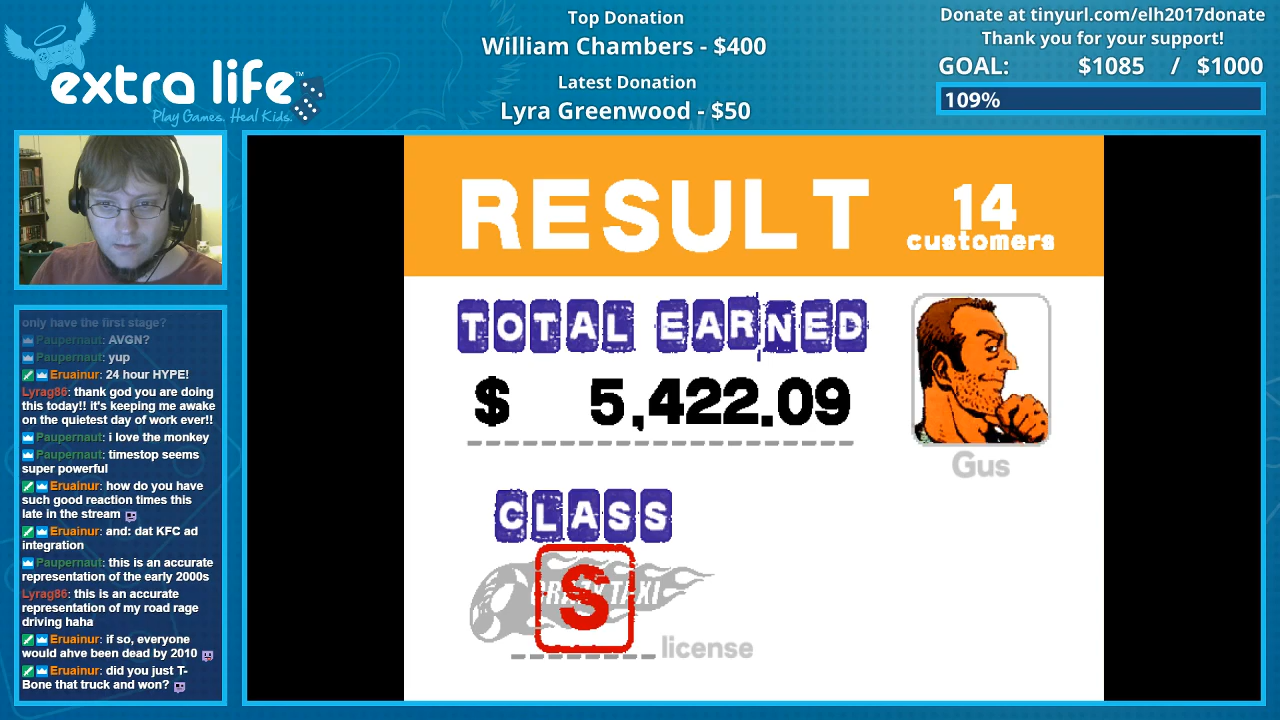 extra life™
Play Games. Heal Kids.
Top Donation
William Chambers - $400
Latest Donation
Lyra Greenwood - $50
Donate at tinyurl.com/elh2017donate
Thank you for your support!
GOAL: $1085 / $1000
109%
only have the first stage?
Paupernaut: AVGN?
Paupernaut: yup
Eruainur: 24 hour HYPE!
Lyrag86: thank god you are doing
this today!! it's keeping me awake
on the quietest day of work ever!!
Paupernaut: i love the monkey
Paupernaut: timestop seems
super powerful
Eruainur: how do you have
such good reaction times this
late in the stream
Eruainur: and: dat KFC ad
integration
Paupernaut: this is an accurate
representation of the early 2000s
Lyrag86: this is an accurate
representation of my road rage
driving haha
Eruainur: if so, everyone
would ahve been dead by 2010
Eruainur: did you just T-
Bone that truck and won?
RESULT
14
customers
TOTAL EARNED
$ 5,422.09
Gus
CLASS
CRAZY TAXI
S
license